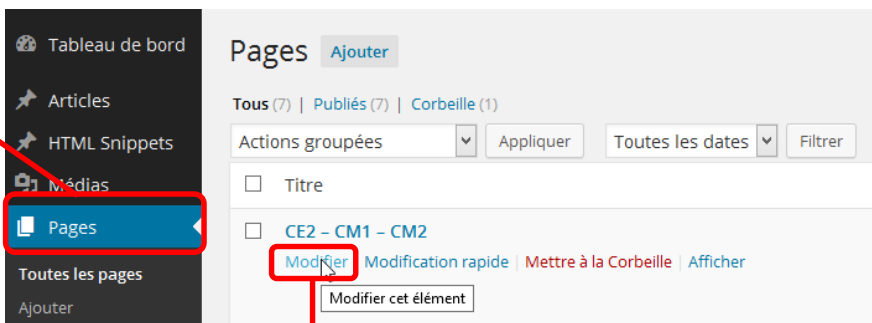 Tableau de bord
Articles
HTML Snippets
Médias
Pages
Toutes les pages
Ajouter
Pages Ajouter
Tous (7) | Publiés (7) | Corbeille (1)
Actions groupées Appliquer Toutes les dates Filtrer
Titre
CE2 – CM1 – CM2
Modifier | Modification rapide | Mettre à la Corbeille | Afficher
Modifier cet élément